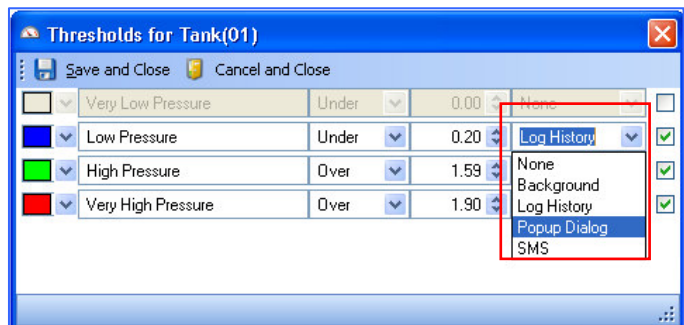 Thresholds for Tank(01)
Save and Close Cancel and Close
Very Low Pressure Under 0.00 None
Low Pressure Under 0.20 Log History
High Pressure Over 1.59 None
Background
Very High Pressure Over 1.90 Log History
Popup Dialog
SMS